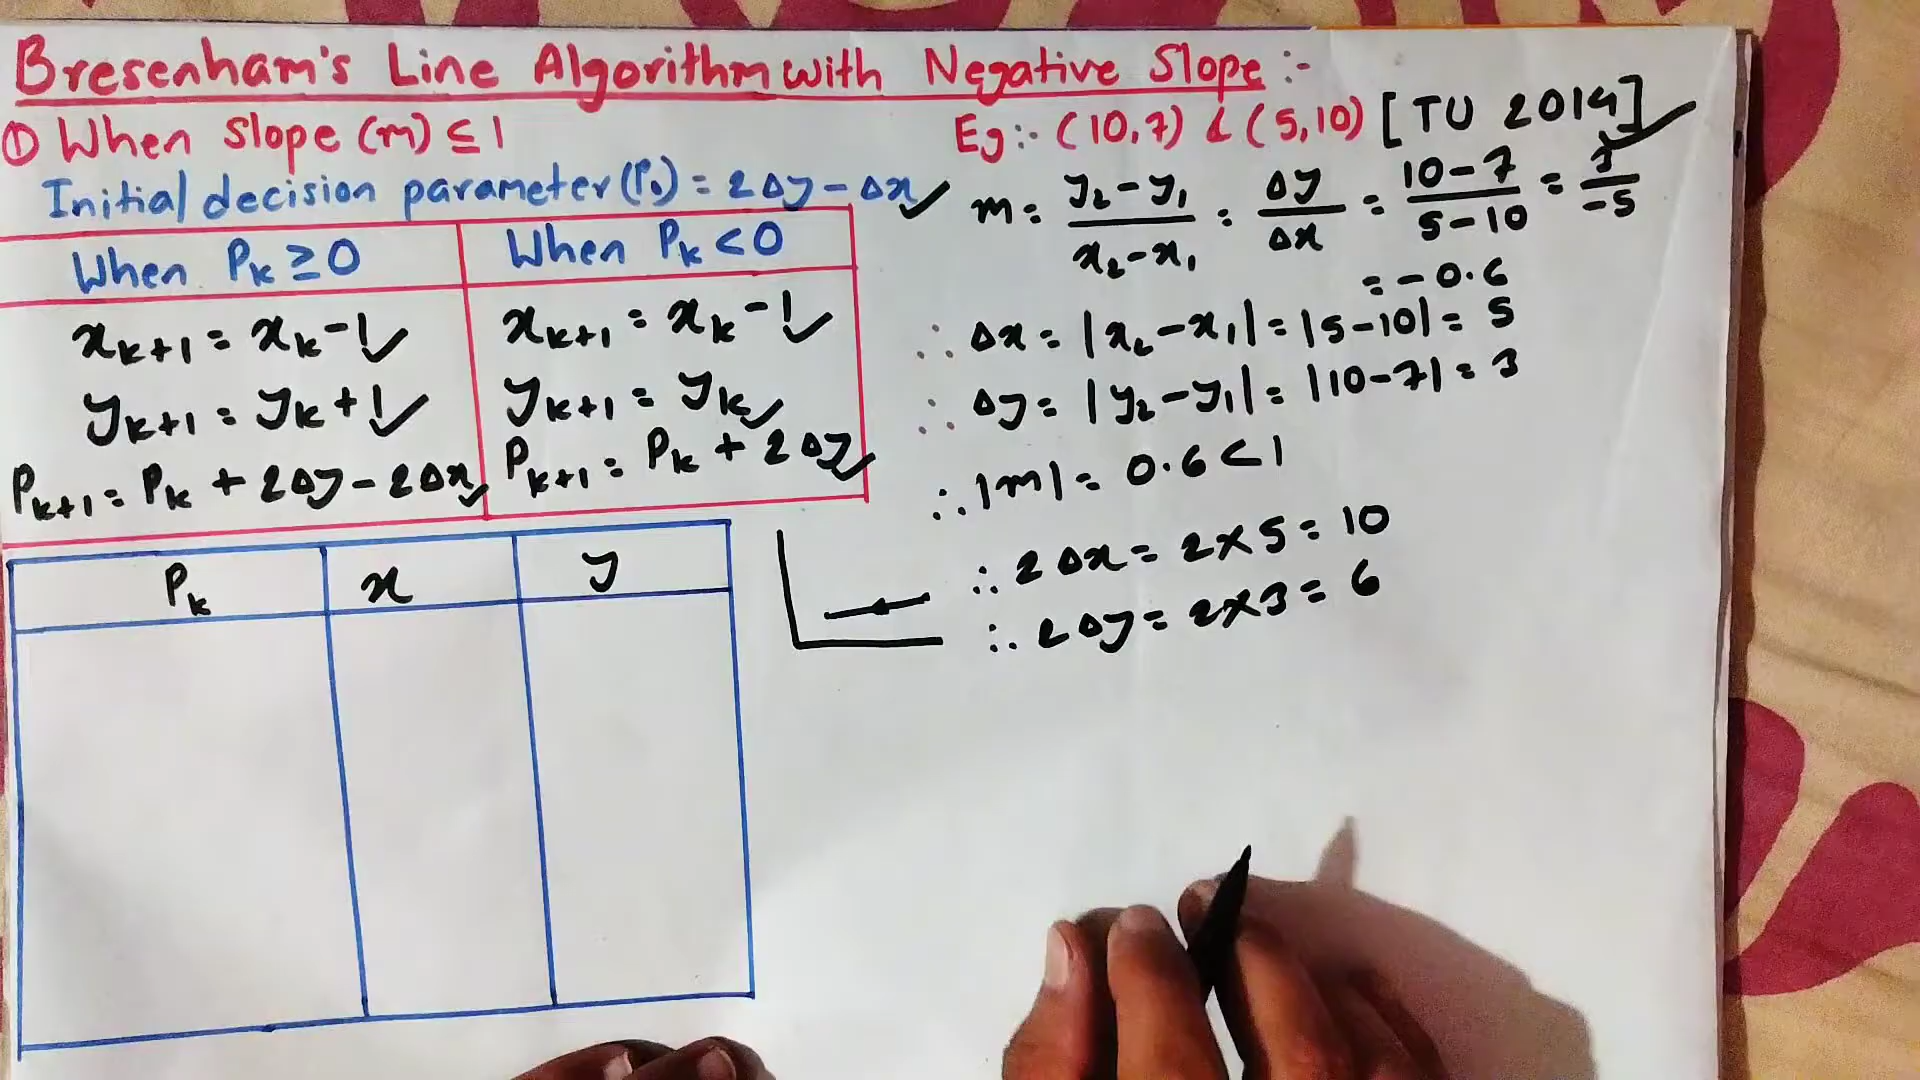 Bresenham's Line Algorithm with Negative Slope :-
① When Slope (m) ≤ 1
Initial decision parameter (P₀) = 2Δy - Δx ✓
When Pk ≥ 0
When Pk < 0
xk+1 = xk - 1 ✓
yk+1 = yk + 1 ✓
Pk+1 = Pk + 2Δy - 2Δx ✓
xk+1 = xk - 1 ✓
yk+1 = yk ✓
Pk+1 = Pk + 2Δy ✓
Pk x y
Eg :- (10,7) & (5,10) [TU 2014] ✓
m = y₂ - y₁ / x₂ - x₁ = Δy / Δx = 10 - 7 / 5 - 10 = 3 / -5
= -0.6
∴ Δx = |x₂ - x₁| = |5 - 10| = 5
∴ Δy = |y₂ - y₁| = |10 - 7| = 3
∴ |m| = 0.6 < 1
∴ 2Δx = 2×5 = 10
∴ 2Δy = 2×3 = 6